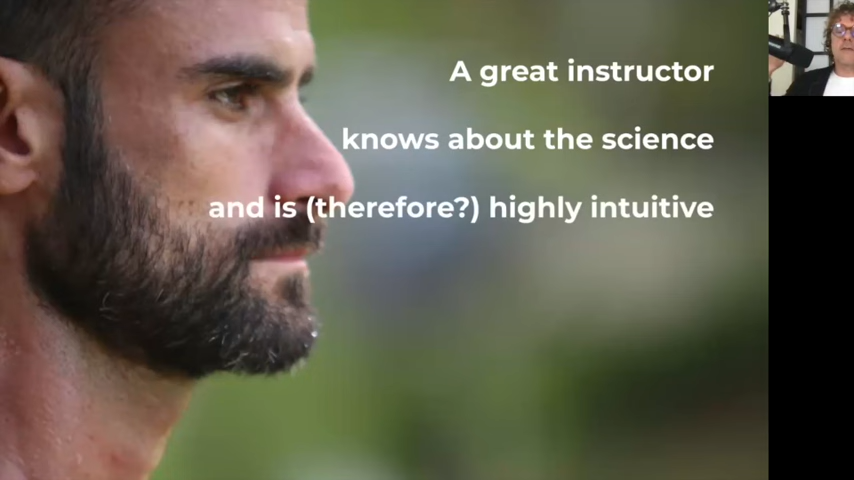 A great instructor
knows about the science
and is (therefore?) highly intuitive